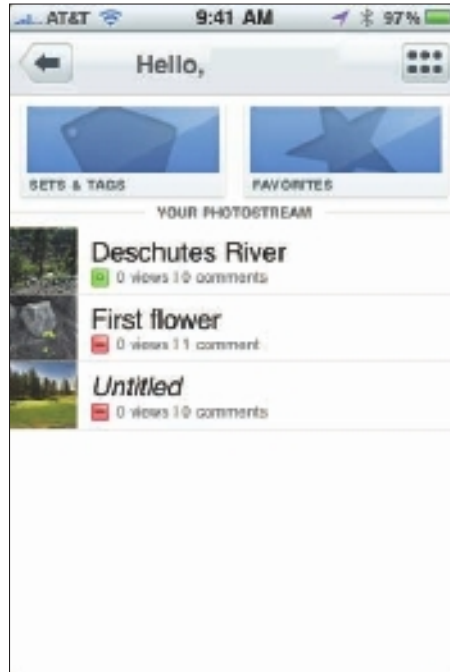 AT&T 9:41 AM 97%
Hello,
SETS & TAGS FAVORITES
YOUR PHOTOSTREAM
Deschutes River
0 views | 0 comments
First flower
0 views | 1 comment
Untitled
0 views | 0 comments